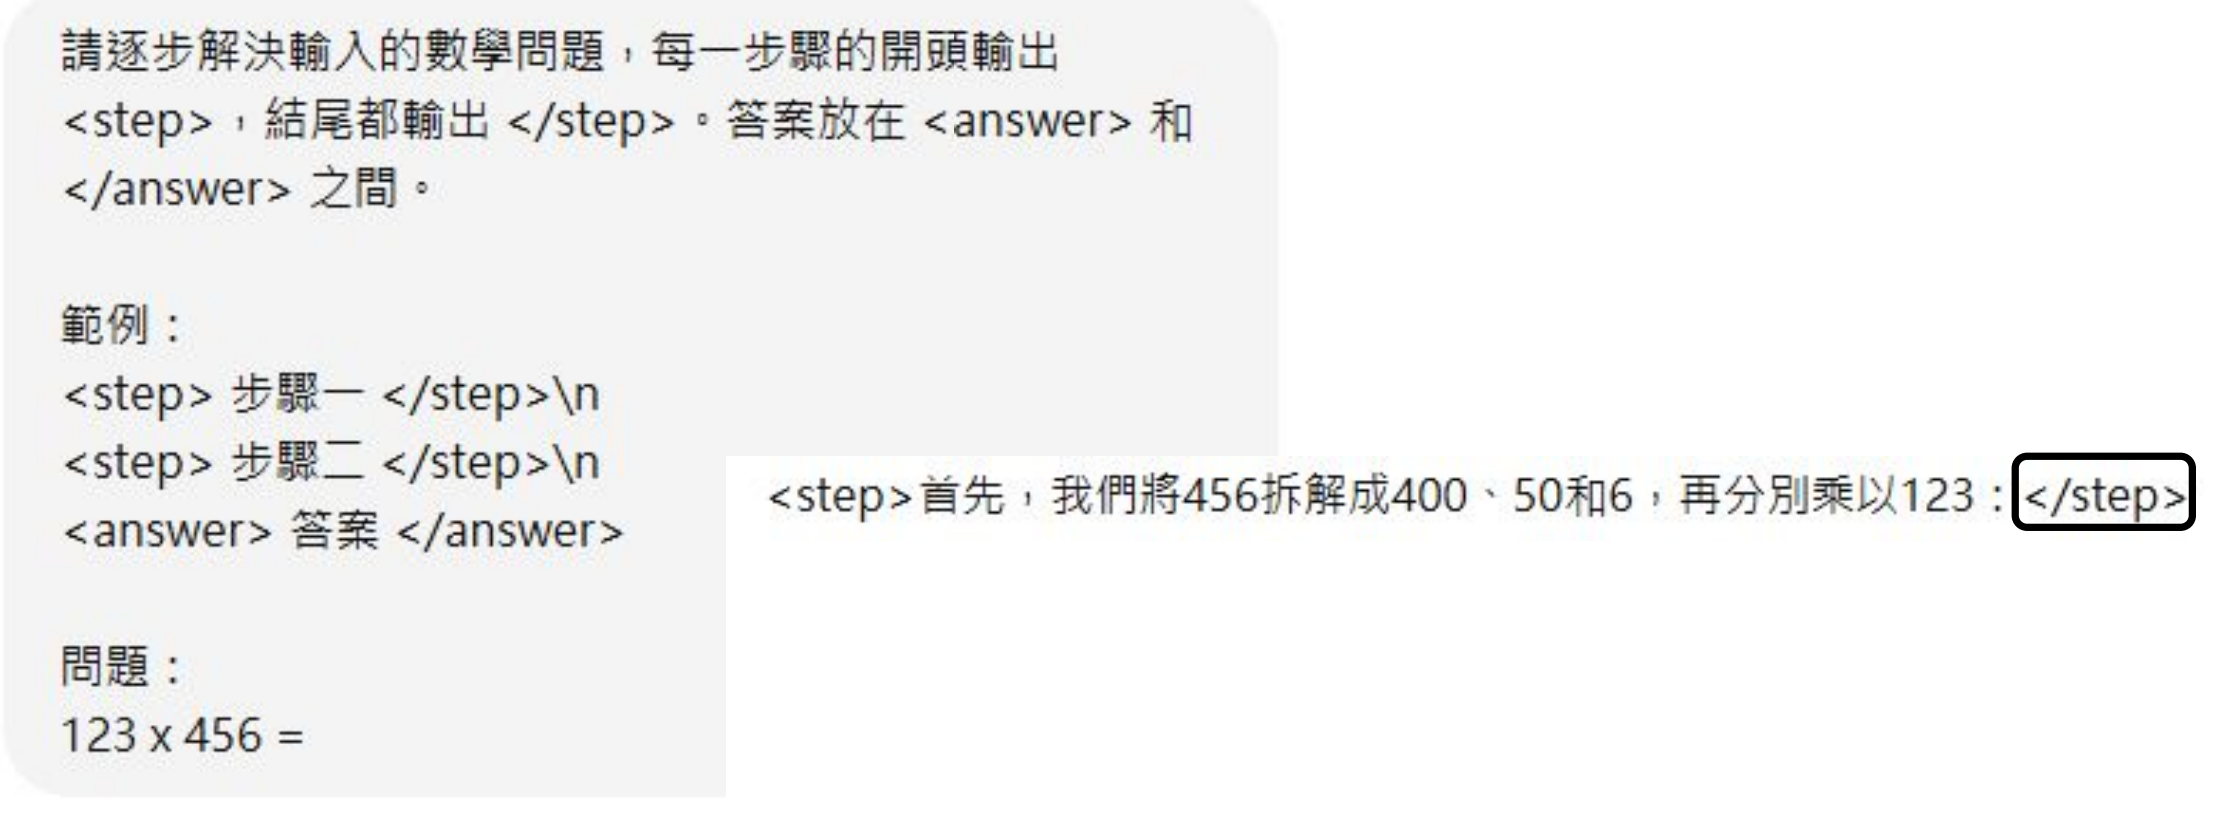 請逐步解決輸入的數學問題，每一步驟的開頭輸出
<step>，結尾都輸出 </step>。答案放在 <answer> 和
</answer> 之間。
範例：
<step> 步驟一 </step>\n
<step> 步驟二 </step>\n
<answer> 答案 </answer>
問題：
123 x 456 =
<step>首先，我們將456拆解成400、50和6，再分別乘以123：</step>